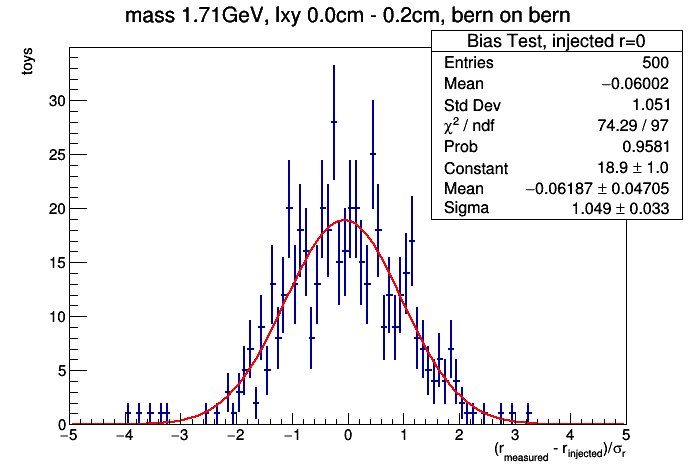 mass 1.71GeV, lxy 0.0cm - 0.2cm, bern on bern
Bias Test, injected r=0
Entries 500
Mean −0.06002
Std Dev 1.051
χ² / ndf 74.29 / 97
Prob 0.9581
Constant 18.9 ± 1.0
Mean −0.06187 ± 0.04705
Sigma 1.049 ± 0.033
toys
30
25
20
15
10
5
0
−5 −4 −3 −2 −1 0 1 2 3 4 5
(r_measured - r_injected)/σ_r